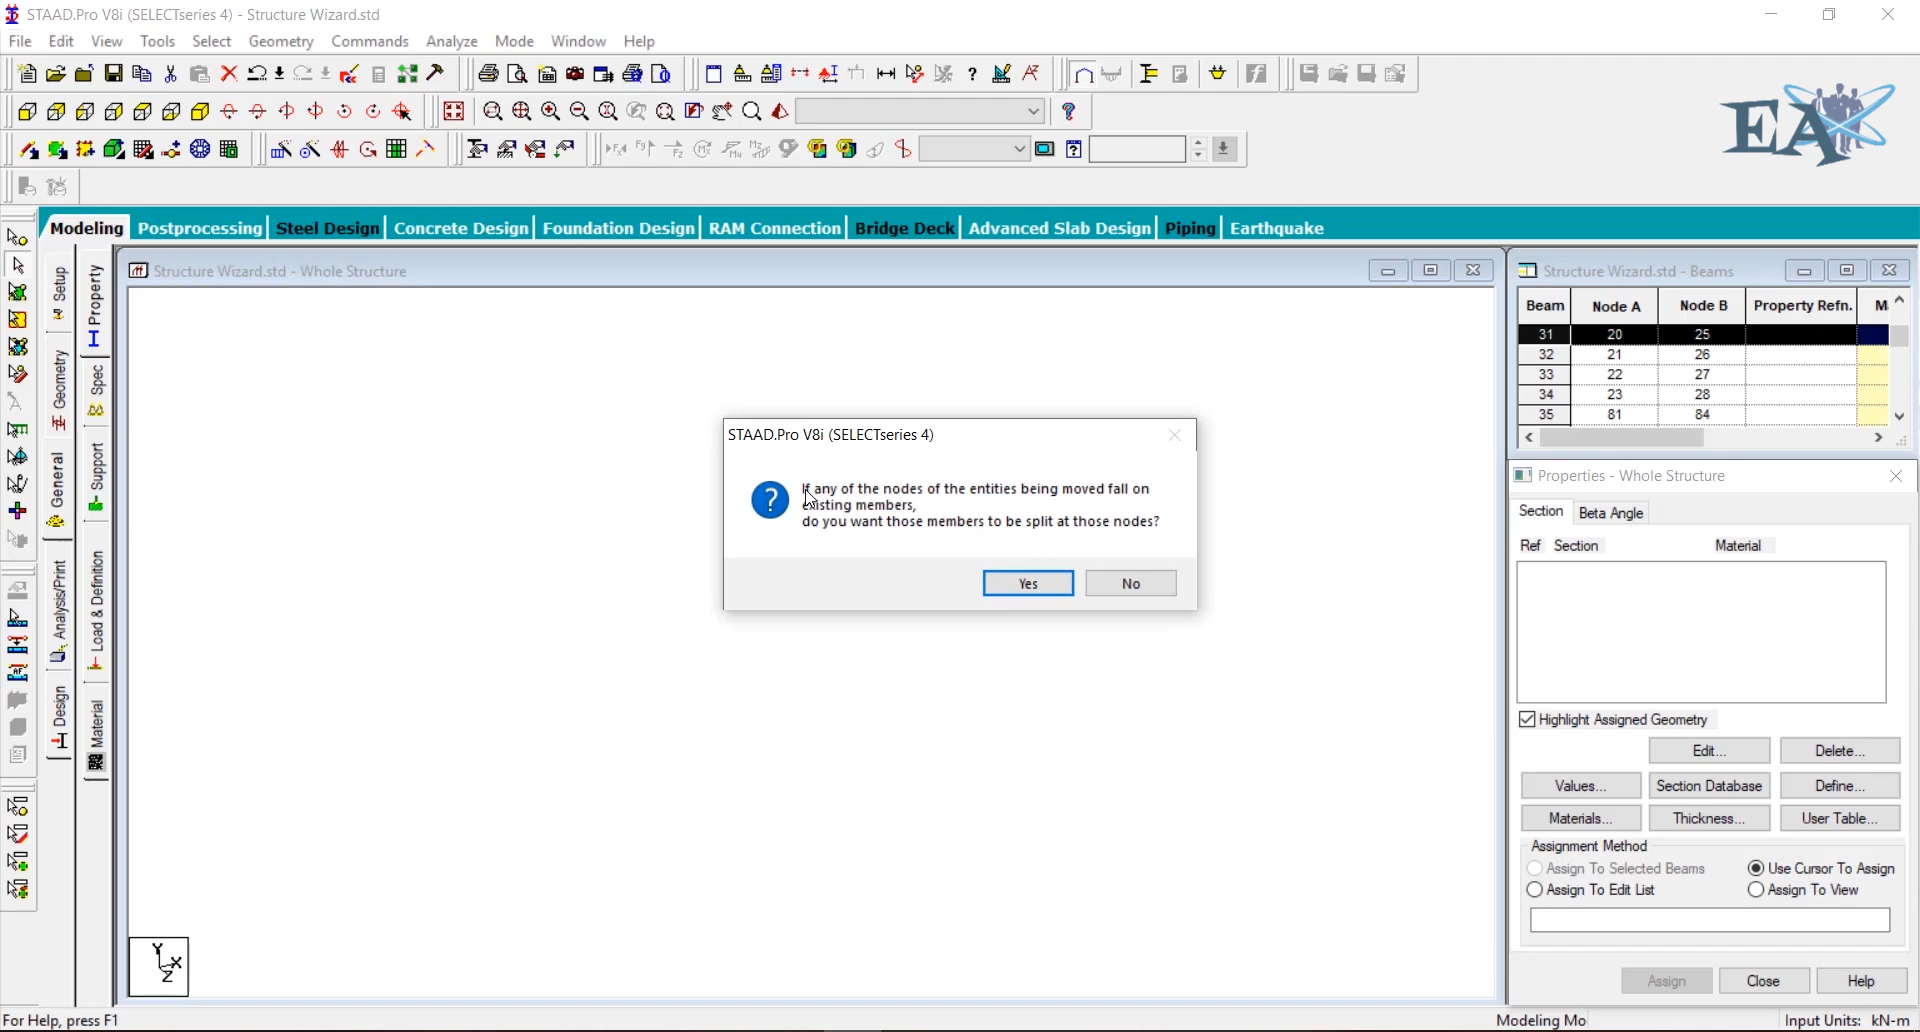 STAAD.Pro V8i (SELECTseries 4) - Structure Wizard.std
File Edit View Tools Select Geometry Commands Analyze Mode Window Help
EA
Modeling Postprocessing Steel Design Concrete Design Foundation Design RAM Connection Bridge Deck Advanced Slab Design Piping Earthquake
Setup
Geometry
General
Analysis/Print
Design
Property
Spec
Support
Load & Definition
Material
Structure Wizard.std - Whole Structure
Structure Wizard.std - Beams
Beam Node A Node B Property Refn. M
31 20 25
32 21 26
33 22 27
34 23 28
35 81 84
STAAD.Pro V8i (SELECTseries 4)
If any of the nodes of the entities being moved fall on
existing members,
do you want those members to be split at those nodes?
Yes No
Properties - Whole Structure
Section Beta Angle
Ref Section Material
Highlight Assigned Geometry
Edit... Delete...
Values... Section Database Define...
Materials... Thickness... User Table...
Assignment Method
Assign To Selected Beams Use Cursor To Assign
Assign To Edit List Assign To View
Assign Close Help
Y
X
Z
For Help, press F1 Modeling Mo Input Units: kN-m